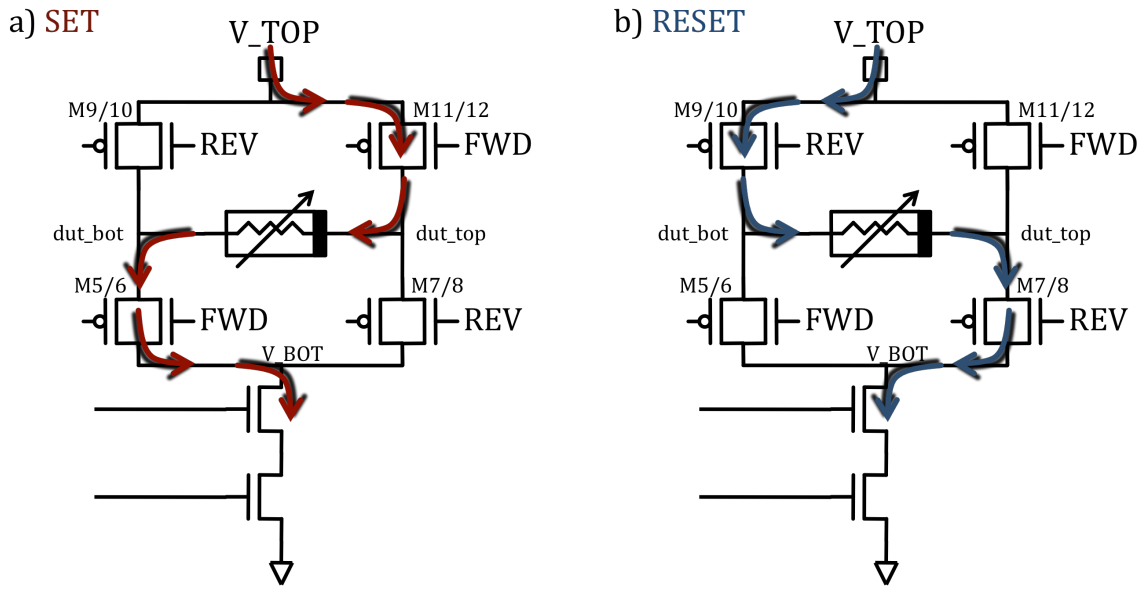 a) SET
V_TOP
M9/10
M11/12
REV
FWD
dut_bot
dut_top
M5/6
M7/8
FWD
REV
V_BOT
b) RESET
V_TOP
M9/10
M11/12
REV
FWD
dut_bot
dut_top
M5/6
M7/8
FWD
REV
V_BOT